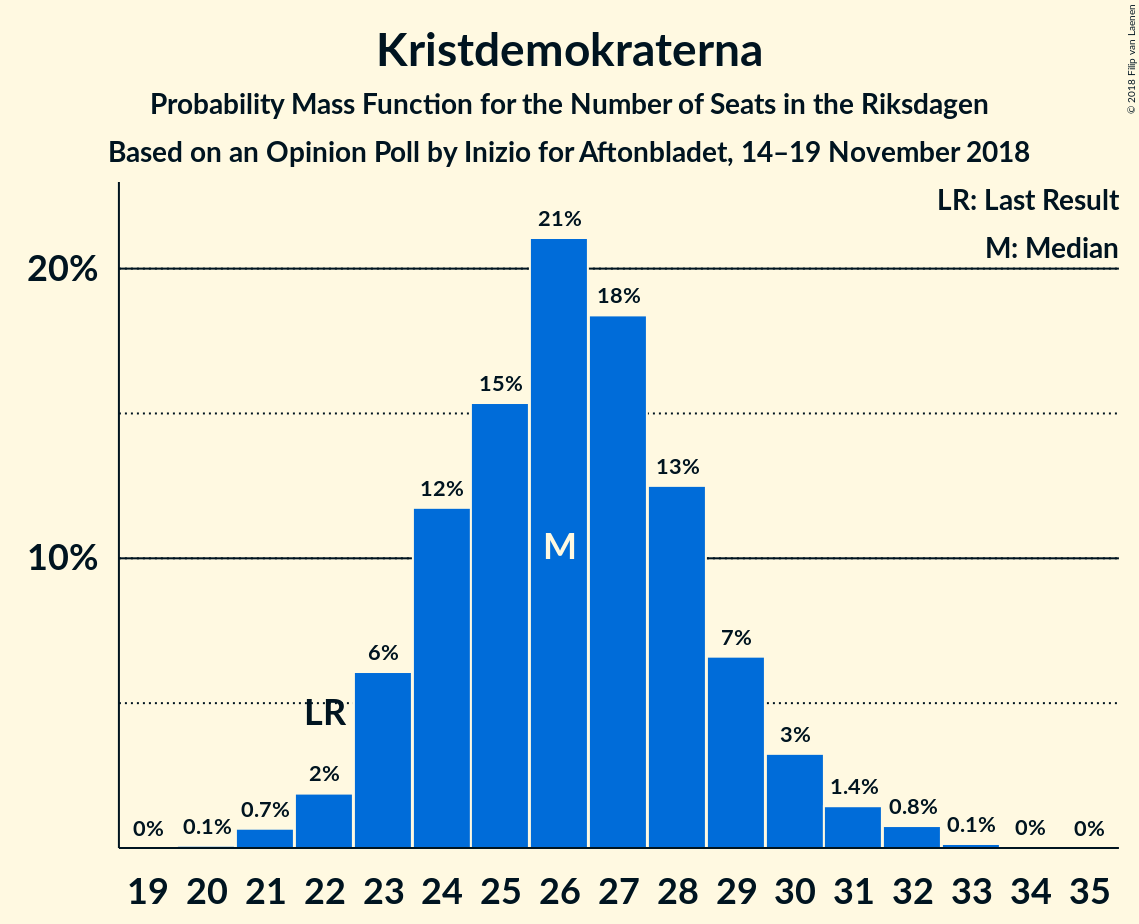 Kristdemokraterna
Probability Mass Function for the Number of Seats in the Riksdagen
Based on an Opinion Poll by Inizio for Aftonbladet, 14–19 November 2018
© 2018 Filip van Laenen
LR: Last Result
M: Median
20%
10%
0%
0.1%
0.7%
2%
6%
12%
15%
21%
18%
13%
7%
3%
1.4%
0.8%
0.1%
0%
0%
LR
M
19 20 21 22 23 24 25 26 27 28 29 30 31 32 33 34 35